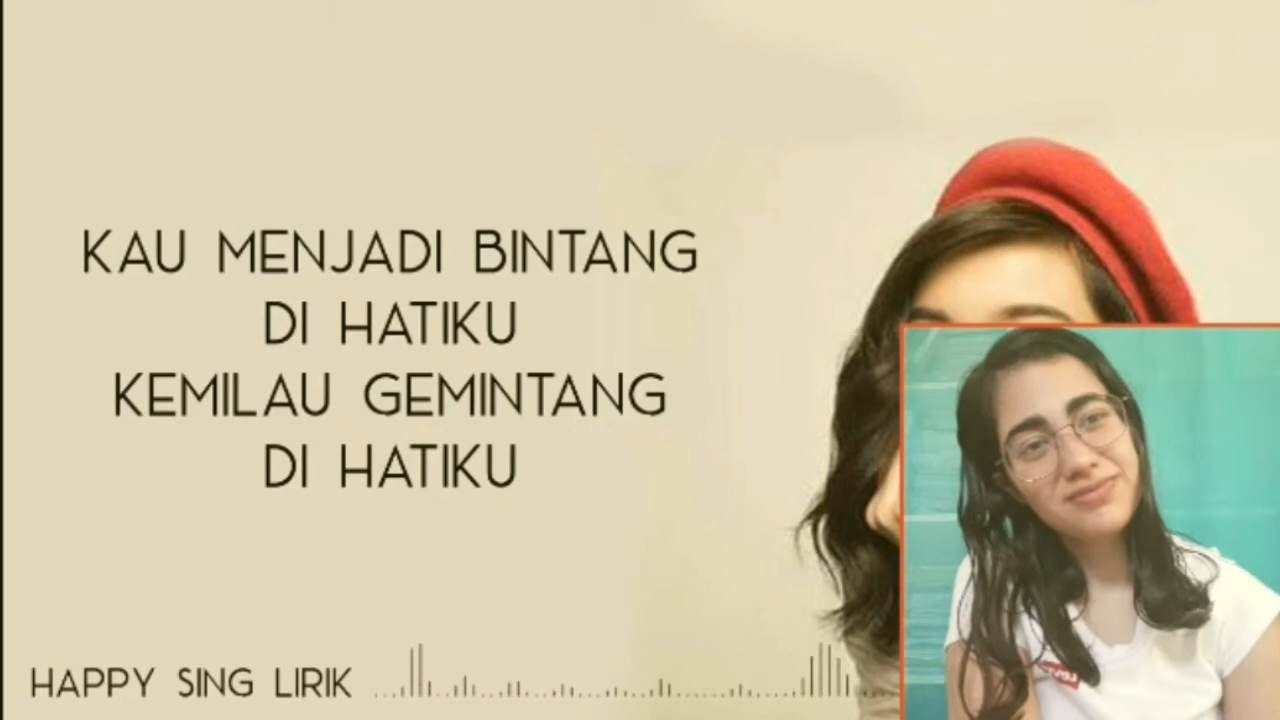 KAU MENJADI BINTANG
DI HATIKU
KEMILAU GEMINTANG
DI HATIKU
HAPPY SING LIRIK